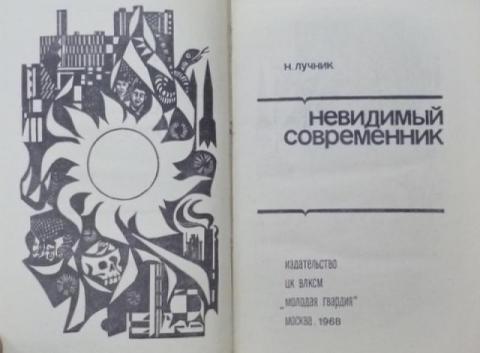 н. лучник
невидимый
современник
издательство
цк влксм
„молодая гвардия“
москва . 1968